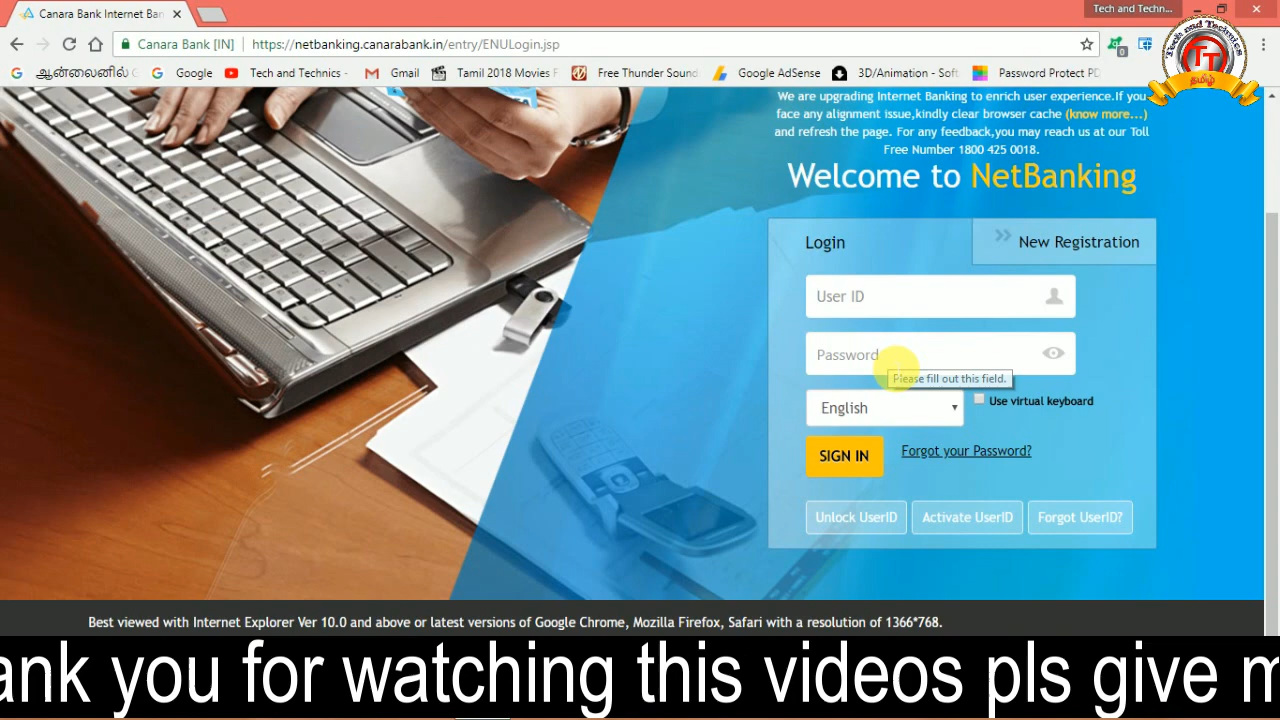 Canara Bank Internet Ban
Tech and Techn...
Canara Bank [IN]
https://netbanking.canarabank.in/entry/ENULogin.jsp
0
ஆன்லைனில் G
Google
Tech and Technics -
Gmail
Tamil 2018 Movies F
Free Thunder Sound
Google AdSense
3D/Animation - Soft
Password Protect PD
Tech and Technics
TT
தமிழ்
We are upgrading Internet Banking to enrich user experience.If you
face any alignment issue,kindly clear browser cache (know more...)
and refresh the page. For any feedback,you may reach us at our Toll
Free Number 1800 425 0018.
Welcome to NetBanking
Login
New Registration
User ID
Password
Please fill out this field.
English
Use virtual keyboard
SIGN IN
Forgot your Password?
Unlock UserID
Activate UserID
Forgot UserID?
Best viewed with Internet Explorer Ver 10.0 and above or latest versions of Google Chrome, Mozilla Firefox, Safari with a resolution of 1366*768.
ank you for watching this videos pls give m